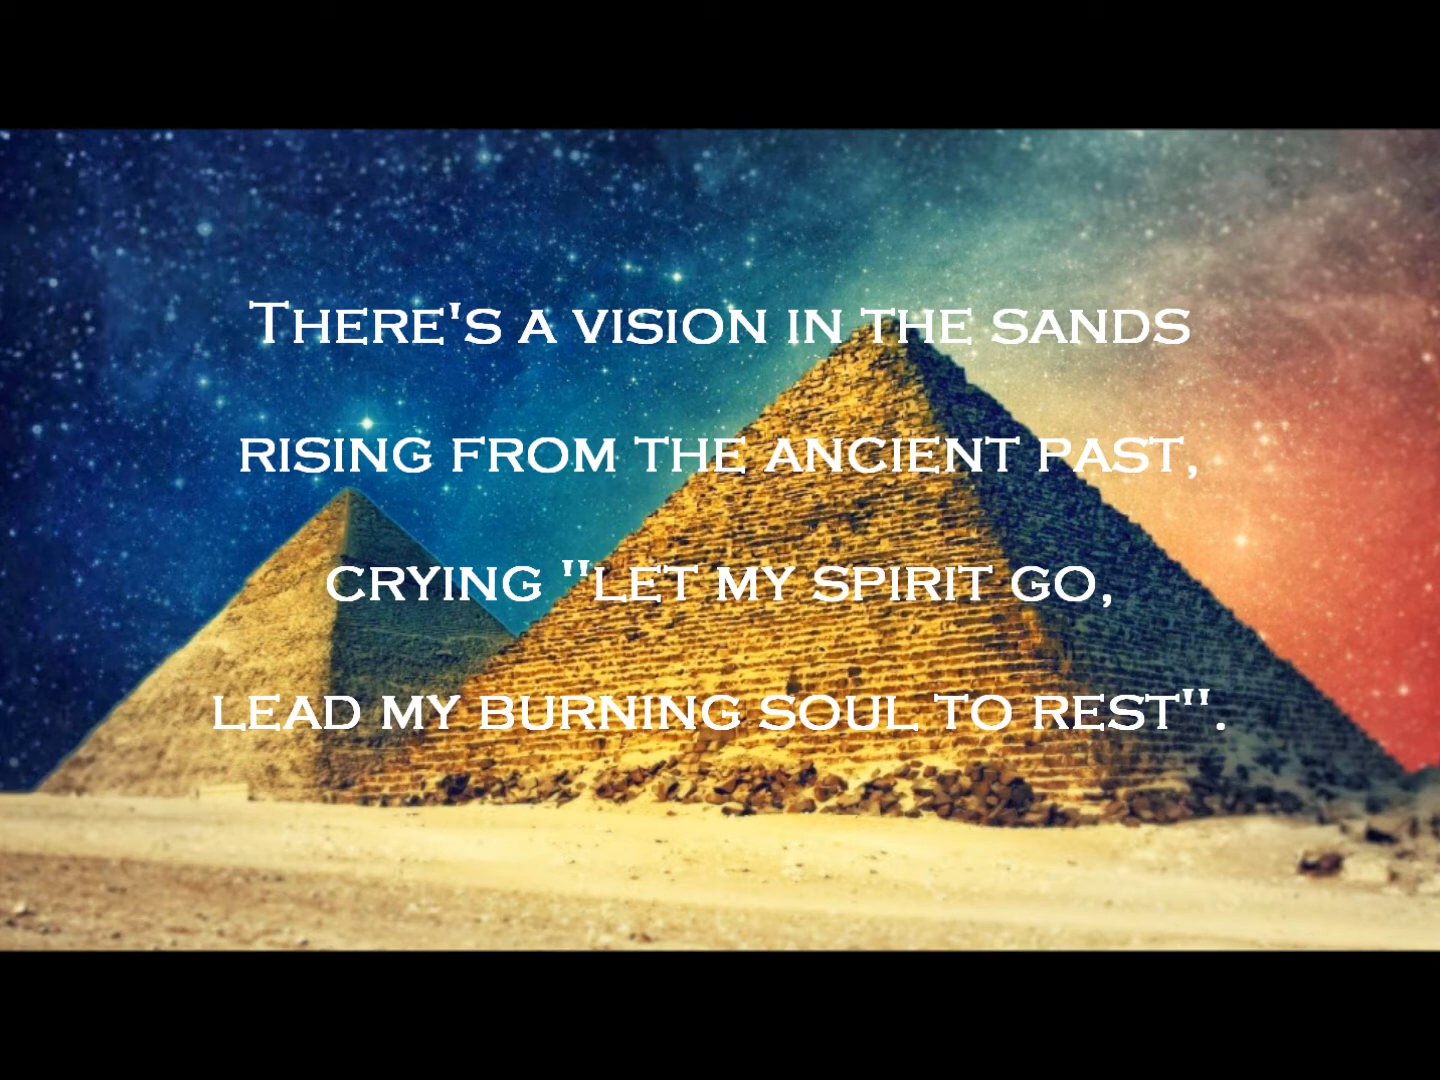 There's a vision in the sands
rising from the ancient past,
crying "let my spirit go,
lead my burning soul to rest".